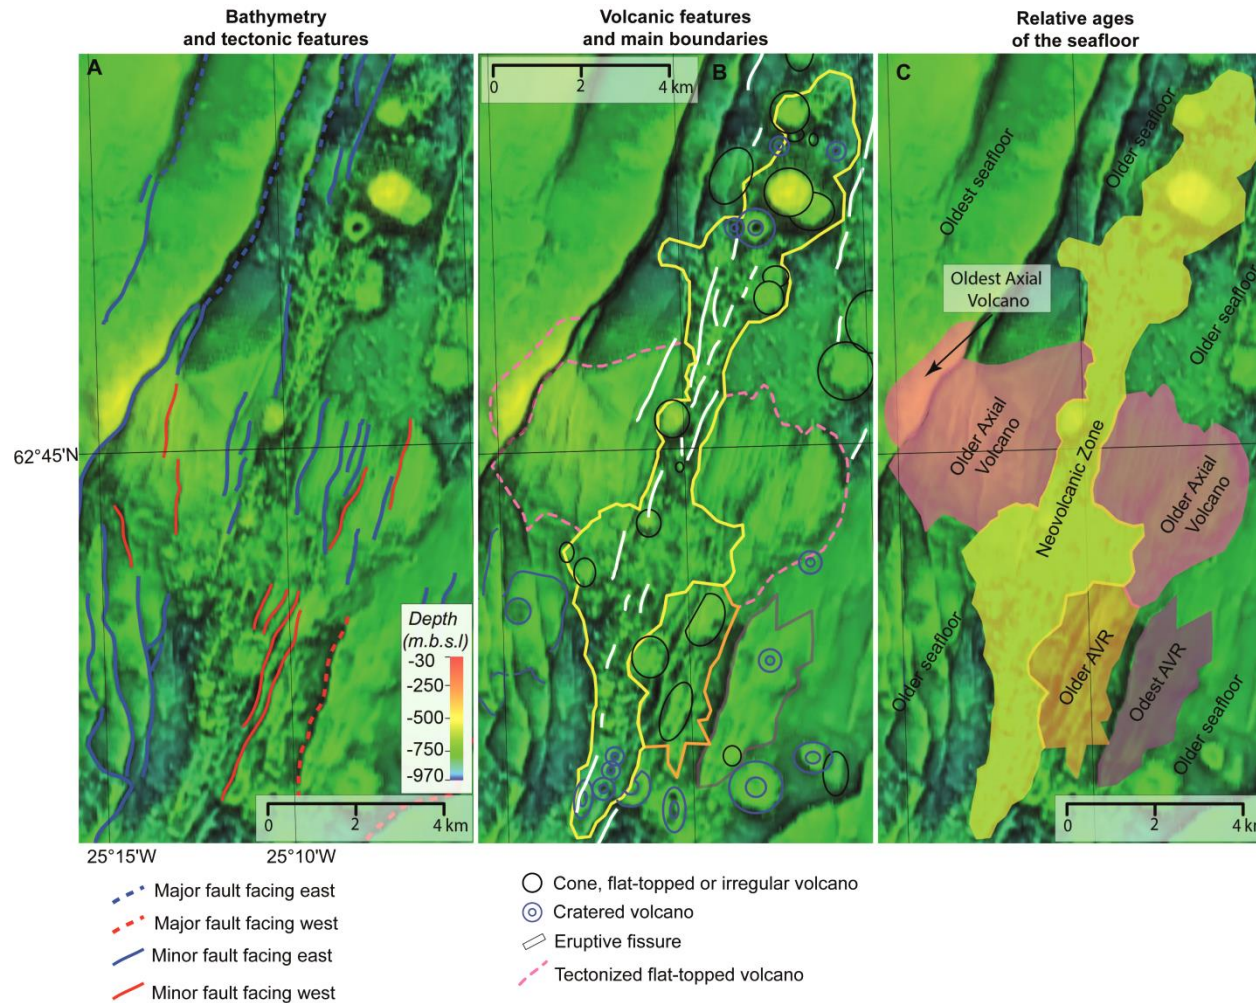 Bathymetry
and tectonic features
Volcanic features
and main boundaries
Relative ages
of the seafloor
A
B
C
0 2 4 km
Oldest seafloor
Older seafloor
Older seafloor
Oldest Axial
Volcano
Older Axial
Volcano
Neovolcanic Zone
Older Axial
Volcano
Older seafloor
Older AVR
Odest AVR
Older seafloor
62°45'N
Depth
(m.b.s.l)
-30
-250
-500
-750
-970
0 2 4 km
0 2 4 km
25°15'W
25°10'W
Major fault facing east
Major fault facing west
Minor fault facing east
Minor fault facing west
Cone, flat-topped or irregular volcano
Cratered volcano
Eruptive fissure
Tectonized flat-topped volcano